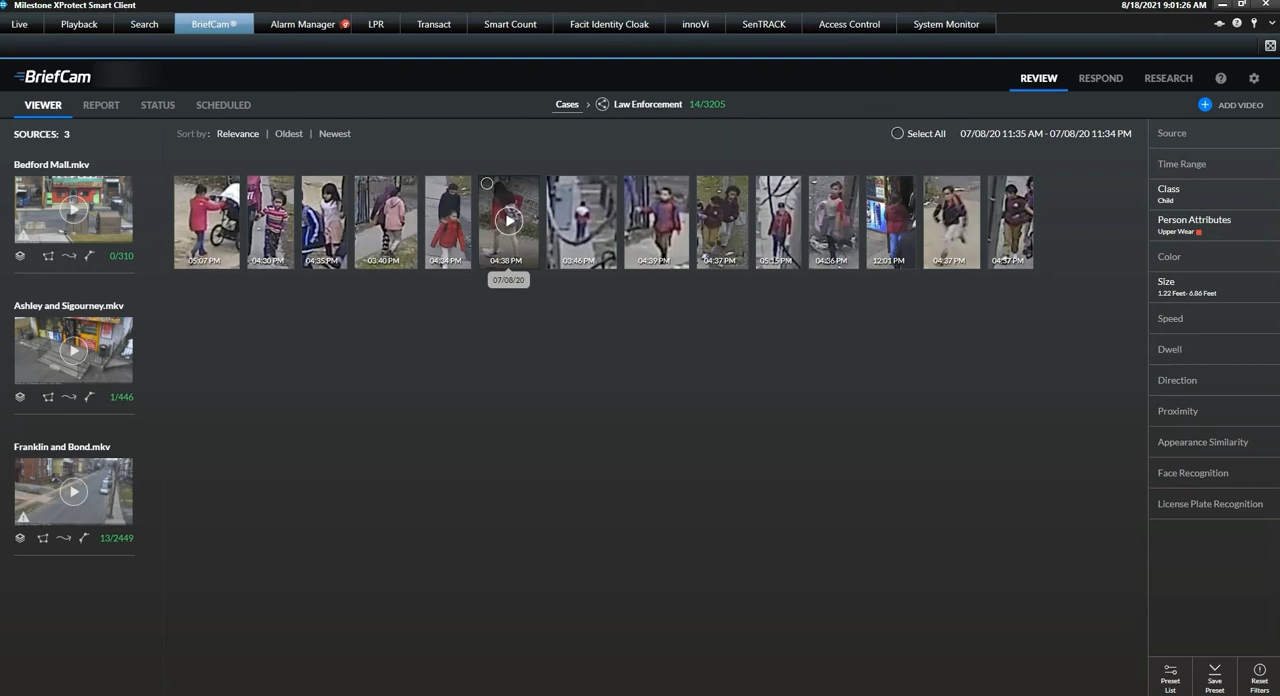 Milestone XProtect Smart Client
8/18/2021 9:01:26 AM
Live Playback Search BriefCam Alarm Manager LPR Transact Smart Count Facit Identity Cloak innoVi SenTRACK Access Control System Monitor
BriefCam
REVIEW RESPOND RESEARCH
VIEWER REPORT STATUS SCHEDULED
Cases > Law Enforcement 14/3205
ADD VIDEO
SOURCES: 3
Sort by: Relevance | Oldest | Newest
Select All 07/08/20 11:35 AM - 07/08/20 11:34 PM
Bedford Mall.mkv
0/310
Ashley and Sigourney.mkv
1/446
Franklin and Bond.mkv
13/2449
05:07 PM 04:30 PM 04:35 PM 03:40 PM 04:34 PM 04:38 PM 03:46 PM 04:39 PM 04:37 PM 05:15 PM 04:36 PM 12:01 PM 04:37 PM 04:37 PM
07/08/20
Source
Time Range
Class
Child
Person Attributes
Upper Wear
Color
Size
1.22 Feet- 6.86 Feet
Speed
Dwell
Direction
Proximity
Appearance Similarity
Face Recognition
License Plate Recognition
Preset List
Save Preset
Reset Filters